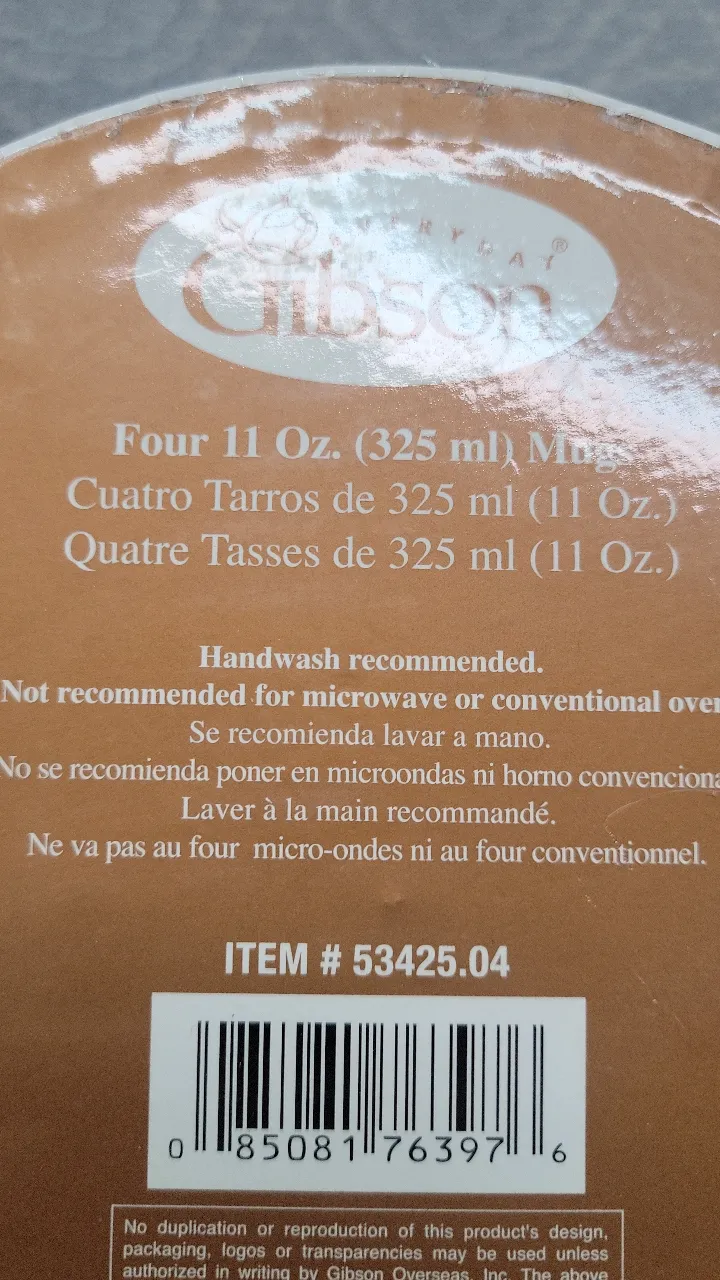 EVERYDAY ®
Gibson
Four 11 Oz. (325 ml) Mugs
Cuatro Tarros de 325 ml (11 Oz.)
Quatre Tasses de 325 ml (11 Oz.)
Handwash recommended.
Not recommended for microwave or conventional over
Se recomienda lavar a mano.
No se recomienda poner en microondas ni horno convenciona
Laver à la main recommandé.
Ne va pas au four micro-ondes ni au four conventionnel.
ITEM # 53425.04
0 85081 76397 6
No duplication or reproduction of this product's design,
packaging, logos or transparencies may be used unless
authorized in writing by Gibson Overseas, Inc. The above